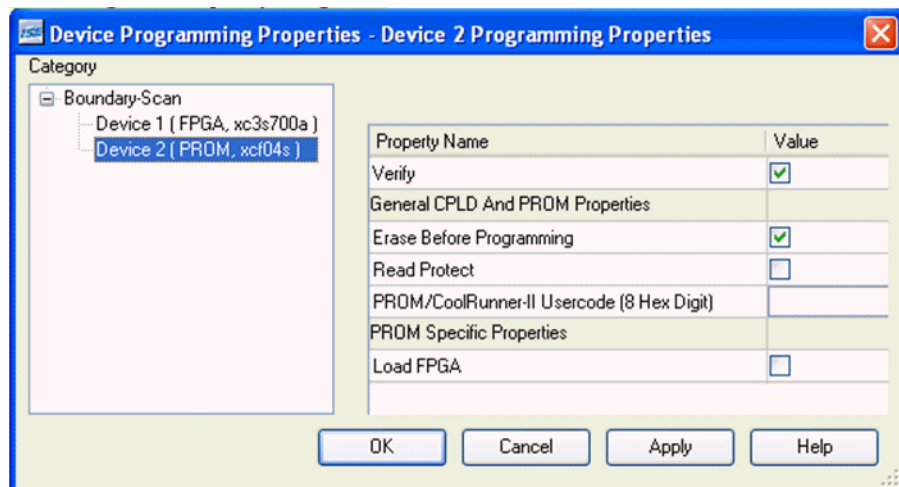 ISE Device Programming Properties - Device 2 Programming Properties
Category
Boundary-Scan
Device 1 ( FPGA, xc3s700a )
Device 2 ( PROM, xcf04s )
Property Name Value
Verify
General CPLD And PROM Properties
Erase Before Programming
Read Protect
PROM/CoolRunner-II Usercode (8 Hex Digit)
PROM Specific Properties
Load FPGA
OK Cancel Apply Help